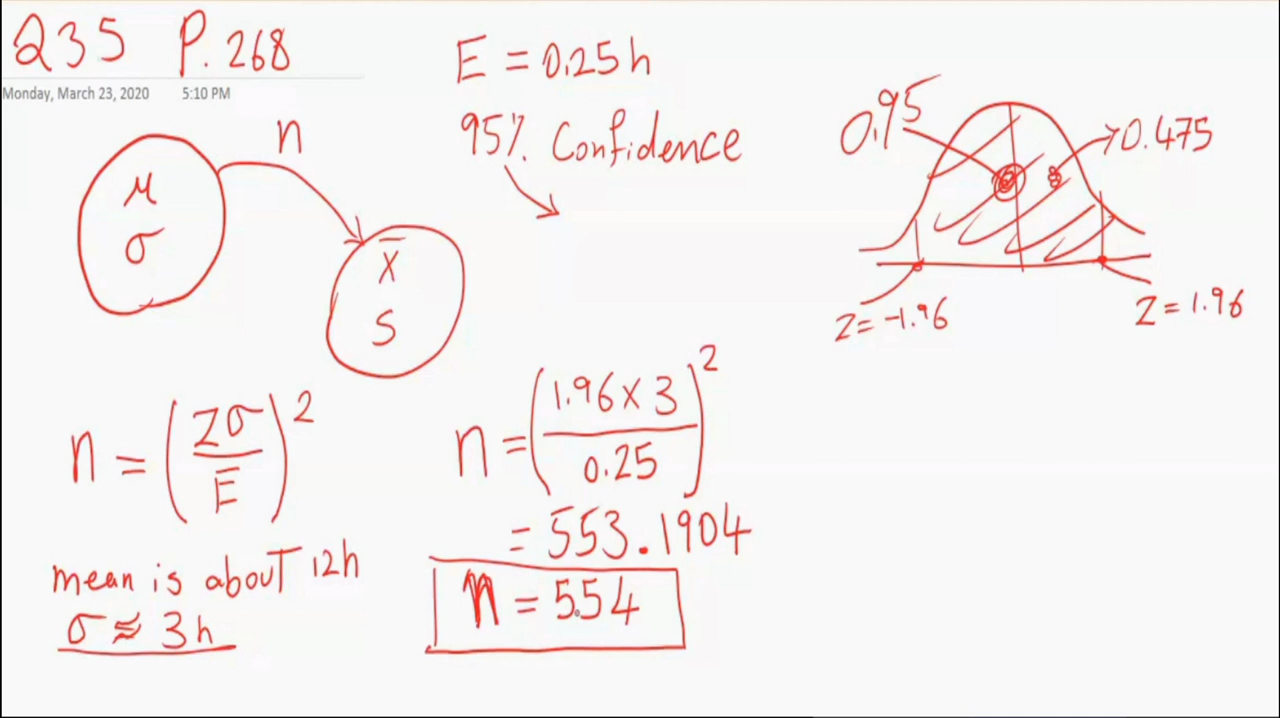 Q35 P.268
Monday, March 23, 2020 5:10 PM
n
μ
σ
x̄
S
E = 0.25h
95% Confidence
0.95
0.475
Z = -1.96
Z = 1.96
n = (Zσ/E)²
mean is about 12h
σ ≈ 3h
n = (1.96 × 3/0.25)²
= 553.1904
n = 554